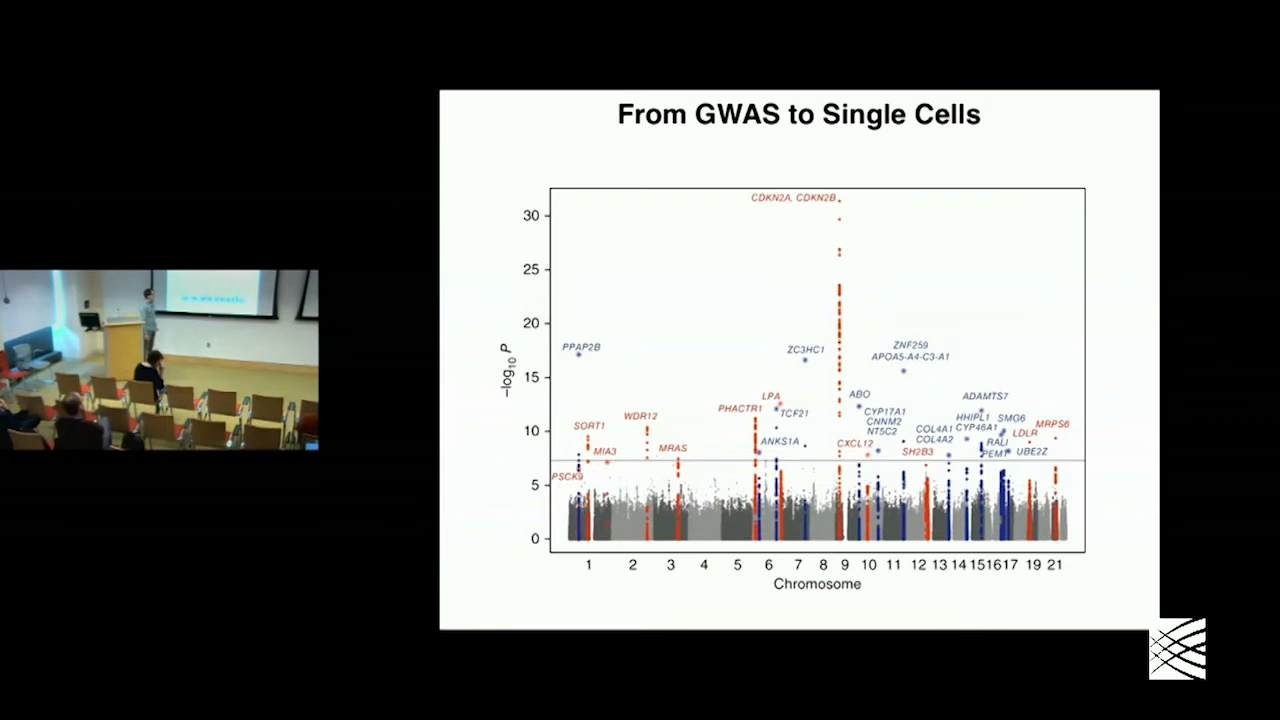 From GWAS to Single Cells
CDKN2A, CDKN2B
30
25
20
15
10
5
0
–log10 P
PPAP2B
ZC3HC1
ZNF259
APOA5-A4-C3-A1
SORT1
WDR12
PHACTR1
LPA
TCF21
ABO
CYP17A1
CNNM2
NT5C2
ADAMTS7
HHIPL1
SMG6
COL4A1
CYP46A1
COL4A2
LDLR
MRPS6
MIA3
MRAS
ANKS1A
CXCL12
SH2B3
RALI
PEMT
UBE2Z
PSCK9
1 2 3 4 5 6 7 8 9 10 11 12 13 14 15 16 17 19 21
Chromosome